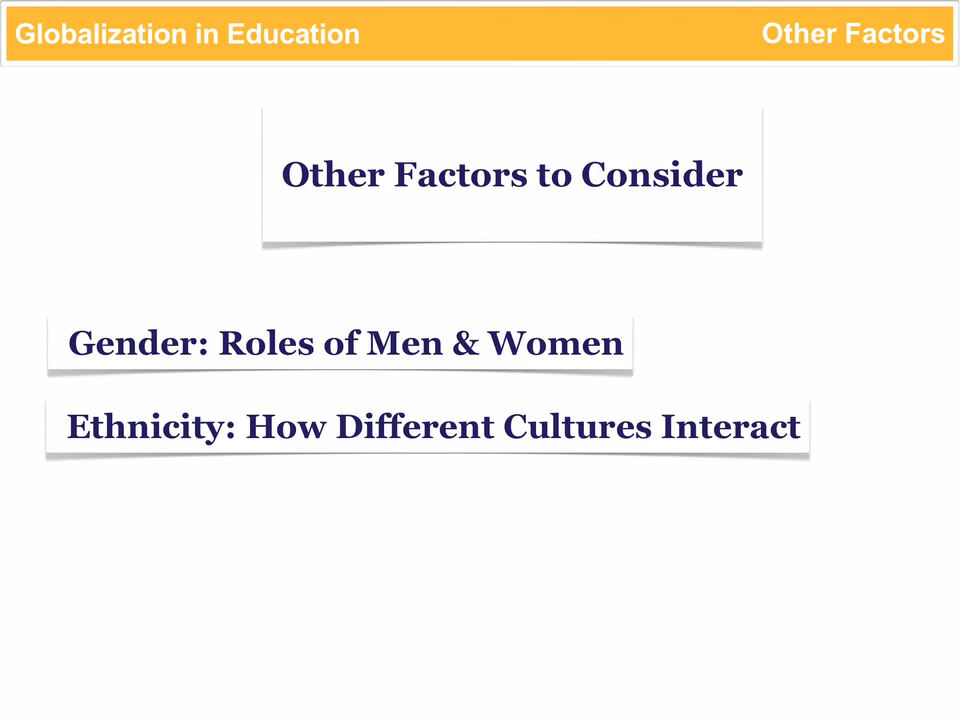 Globalization in Education
Other Factors
Other Factors to Consider
Gender: Roles of Men & Women
Ethnicity: How Different Cultures Interact